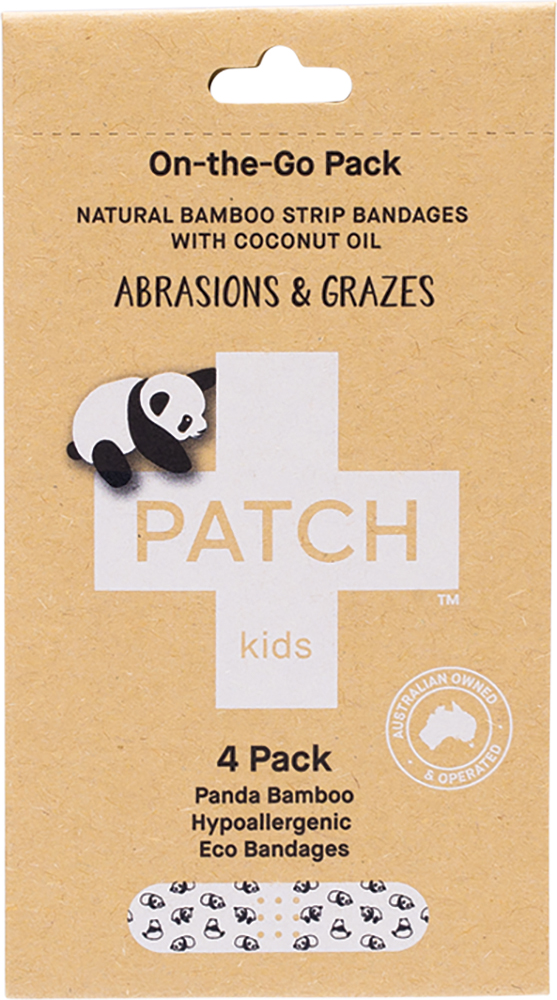 On-the-Go Pack
NATURAL BAMBOO STRIP BANDAGES
WITH COCONUT OIL
ABRASIONS & GRAZES
PATCH
TM
kids
AUSTRALIAN OWNED
& OPERATED
4 Pack
Panda Bamboo
Hypoallergenic
Eco Bandages